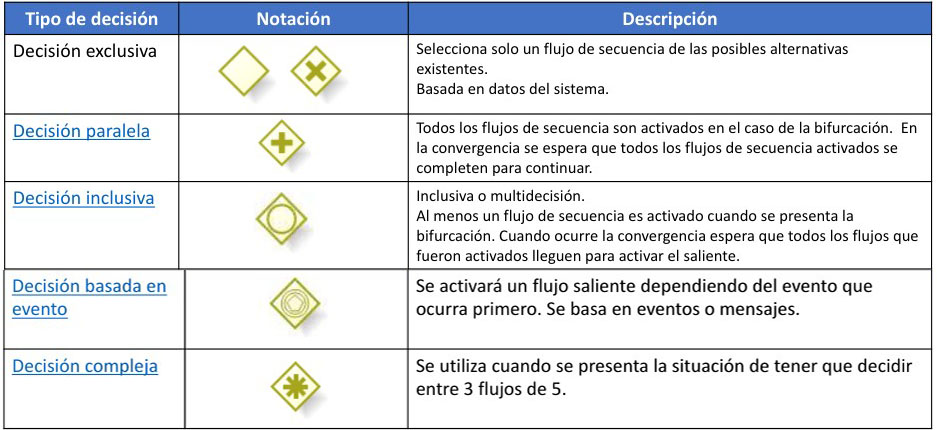 Tipo de decisión
Notación
Descripción
Decisión exclusiva
Selecciona solo un flujo de secuencia de las posibles alternativas
existentes.
Basada en datos del sistema.
Decisión paralela
Todos los flujos de secuencia son activados en el caso de la bifurcación. En
la convergencia se espera que todos los flujos de secuencia activados se
completen para continuar.
Decisión inclusiva
Inclusiva o multidecisión.
Al menos un flujo de secuencia es activado cuando se presenta la
bifurcación. Cuando ocurre la convergencia espera que todos los flujos que
fueron activados lleguen para activar el saliente.
Decisión basada en
evento
Se activará un flujo saliente dependiendo del evento que
ocurra primero. Se basa en eventos o mensajes.
Decisión compleja
Se utiliza cuando se presenta la situación de tener que decidir
entre 3 flujos de 5.